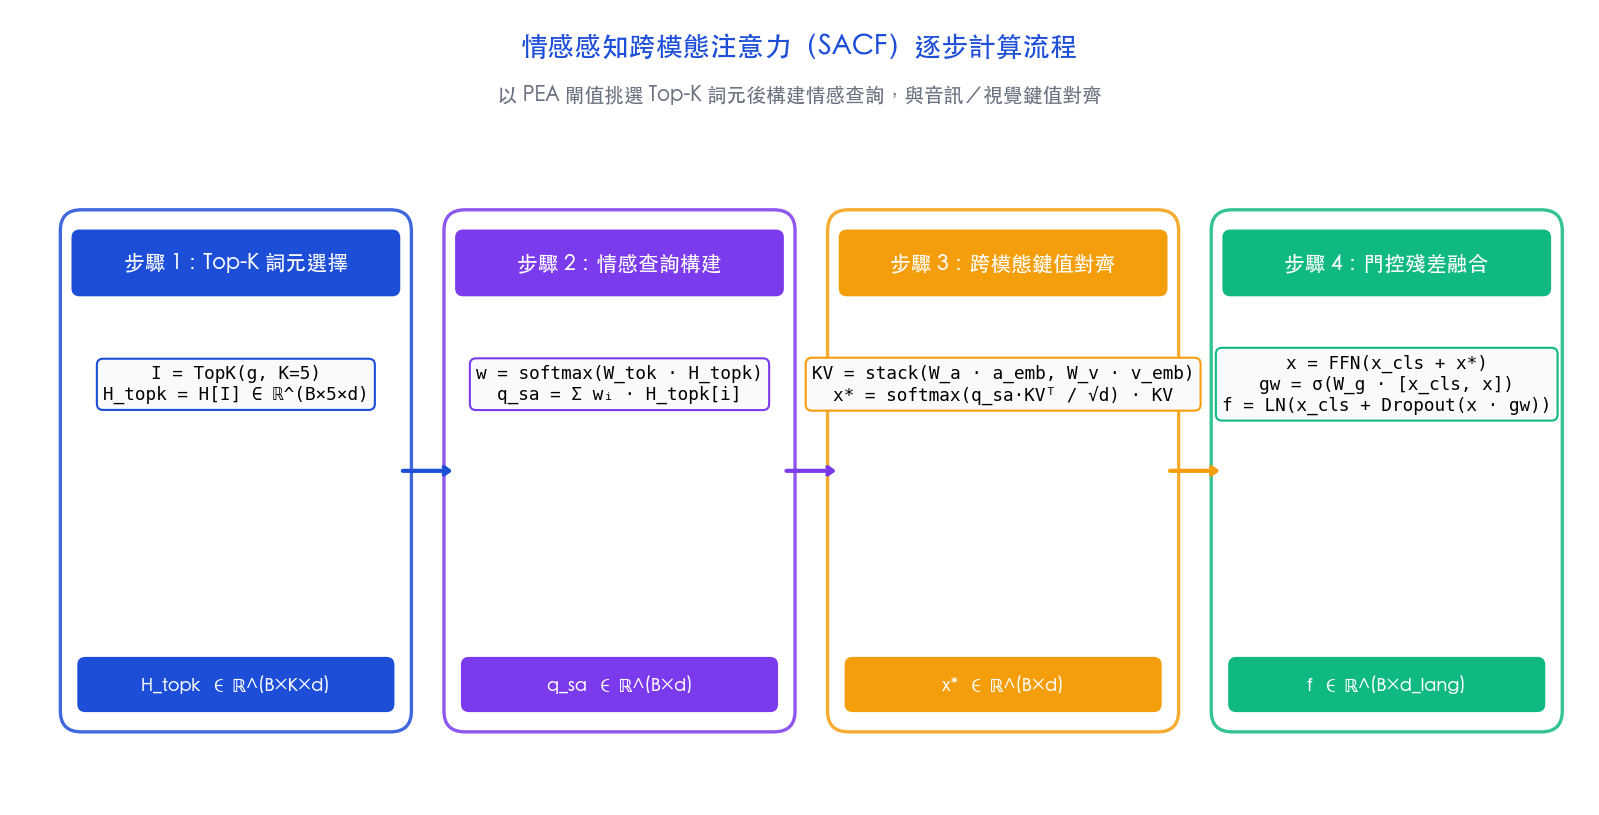 情感感知跨模態注意力（SACF）逐步計算流程
以 PEA 閘值挑選 Top-K 詞元後構建情感查詢，與音訊／視覺鍵值對齊
步驟 1：Top-K 詞元選擇
I = TopK(g, K=5)
H_topk = H[I] ∈ ℝ^(B×5×d)
H_topk ∈ ℝ^(B×K×d)
步驟 2：情感查詢構建
w = softmax(W_tok · H_topk)
q_sa = Σ wᵢ · H_topk[i]
q_sa ∈ ℝ^(B×d)
步驟 3：跨模態鍵值對齊
KV = stack(W_a · a_emb, W_v · v_emb)
x* = softmax(q_sa·KVᵀ / √d) · KV
x* ∈ ℝ^(B×d)
步驟 4：門控殘差融合
x = FFN(x_cls + x*)
gw = σ(W_g · [x_cls, x])
f = LN(x_cls + Dropout(x · gw))
f ∈ ℝ^(B×d_lang)